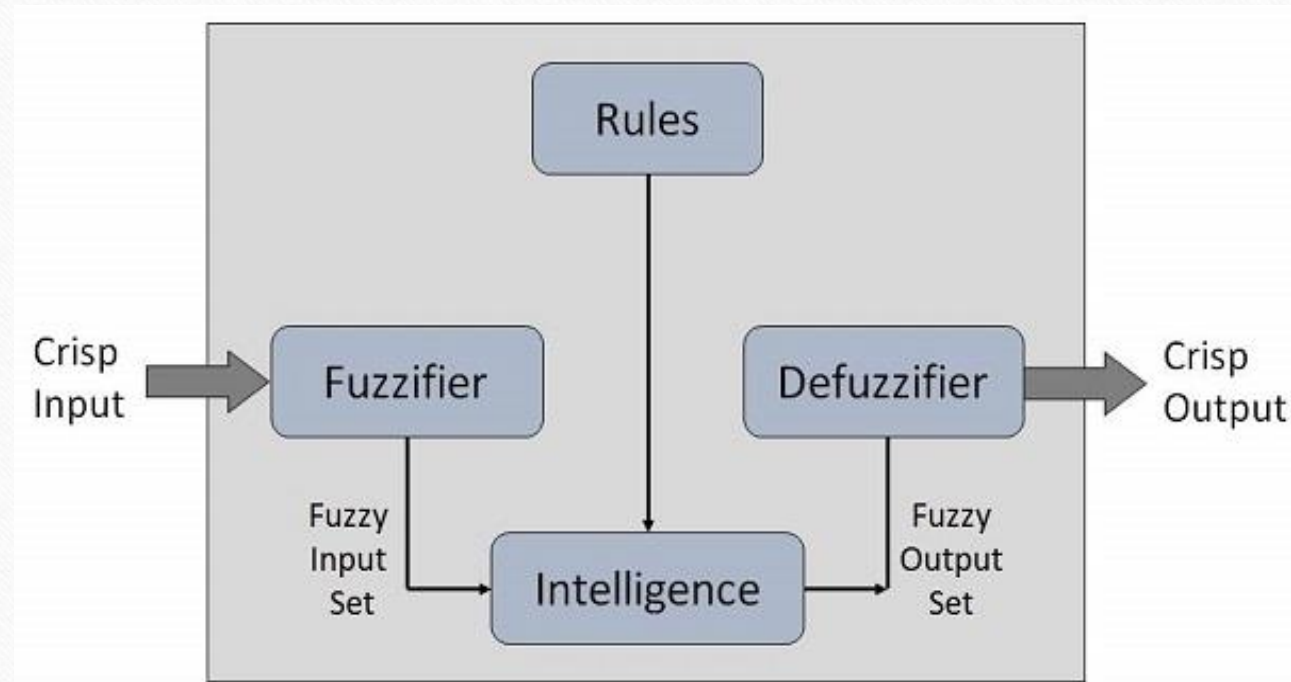 Rules
Crisp
Input
Fuzzifier
Defuzzifier
Crisp
Output
Fuzzy
Input
Set
Intelligence
Fuzzy
Output
Set